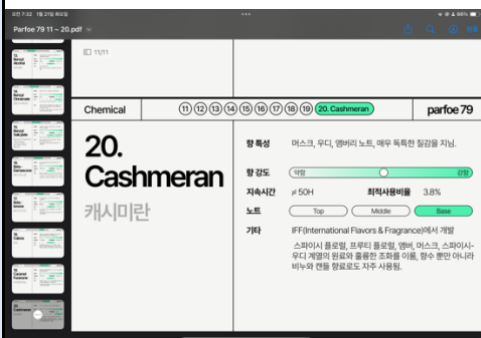 Parfoe 79 11 ~ 20.pdf
11/11
Chemical
⑪ ⑫ ⑬ ⑭ ⑮ ⑯ ⑰ ⑱ ⑲ 20. Cashmeran
parfoe 79
20.
Cashmeran
캐시미란
향 특성 머스크, 우디, 앰버리 노트, 매우 독특한 질감을 지님.
향 강도 약함 강함
지속시간 ≠ 50H 최적사용비율 3.8%
노트 Top Middle Base
기타 IFF(International Flavors & Fragrance)에서 개발
스파이시 플로럴, 프루티 플로럴, 앰버, 머스크, 스파이시-
우디 계열의 원료와 훌륭한 조화를 이룸, 향수 뿐만 아니라
비누와 캔들 향료로도 자주 사용됨.